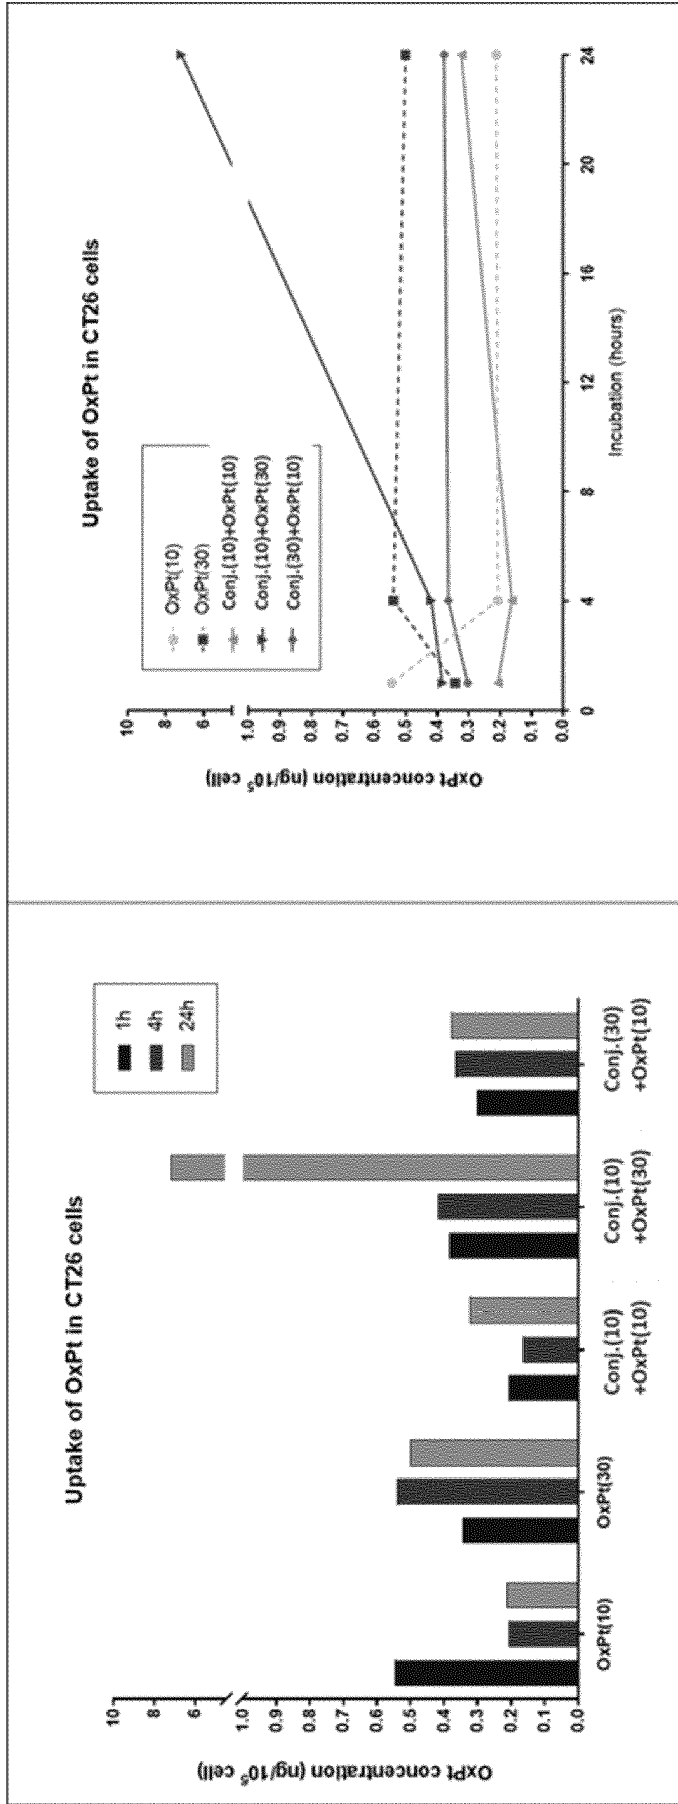 Uptake of OxPt in CT26 cells
1h
4h
24h
OxPt concentration (ng/10⁵ cell)
10
6
1.0
0.9
0.8
0.7
0.6
0.5
0.4
0.3
0.2
0.1
0.0
OxPt(10)
OxPt(30)
Conj.(10)
+OxPt(10)
Conj.(10)
+OxPt(30)
Conj.(30)
+OxPt(10)
Uptake of OxPt in CT26 cells
OxPt(10)
OxPt(30)
Conj.(10)+OxPt(10)
Conj.(10)+OxPt(30)
Conj.(30)+OxPt(10)
OxPt concentration (ng/10⁵ cell)
10
6
1.0
0.9
0.8
0.7
0.6
0.5
0.4
0.3
0.2
0.1
0.0
0
4
8
12
16
20
24
Incubation (hours)